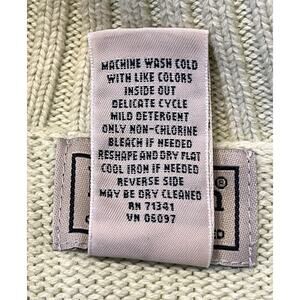 MACHINE WASH COLD
WITH LIKE COLORS
INSIDE OUT
DELICATE CYCLE
MILD DETERGENT
ONLY NON-CHLORINE
BLEACH IF NEEDED
RESHAPE AND DRY FLAT
COOL IRON IF NEEDED
REVERSE SIDE
MAY BE DRY CLEANED
RN 71341
VN 05097